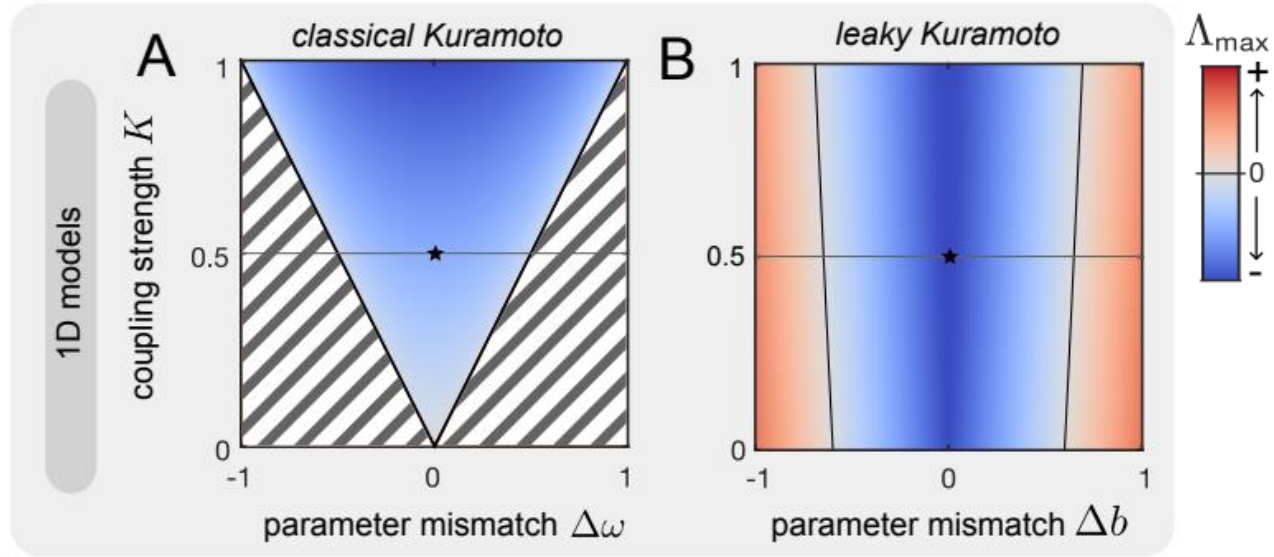 A
classical Kuramoto
B
leaky Kuramoto
Λmax
1D models
coupling strength K
1
0.5
0
-1
0
1
parameter mismatch Δω
1
0.5
0
-1
0
1
parameter mismatch Δb
+
0
-